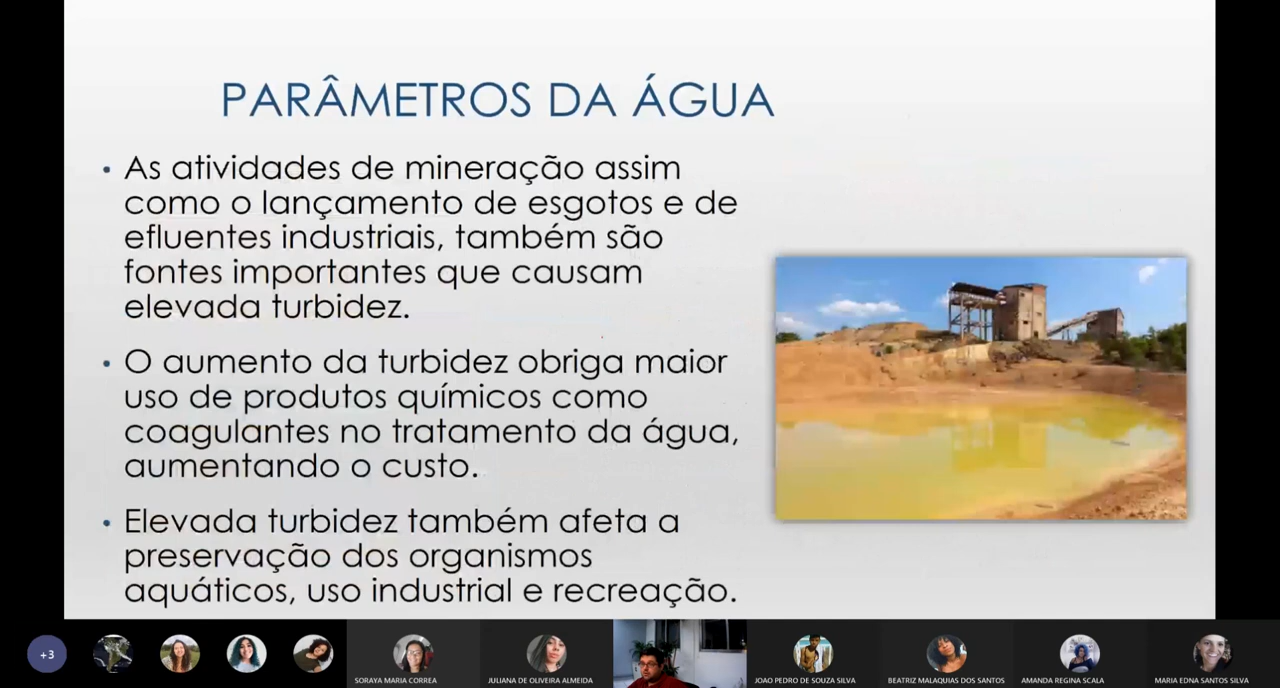 PARÂMETROS DA ÁGUA
• As atividades de mineração assim
como o lançamento de esgotos e de
efluentes industriais, também são
fontes importantes que causam
elevada turbidez.
• O aumento da turbidez obriga maior
uso de produtos químicos como
coagulantes no tratamento da água,
aumentando o custo.
• Elevada turbidez também afeta a
preservação dos organismos
aquáticos, uso industrial e recreação.
+3
SORAYA MARIA CORREA
JULIANA DE OLIVEIRA ALMEIDA
JOAO PEDRO DE SOUZA SILVA
BEATRIZ MALAQUIAS DOS SANTOS
AMANDA REGINA SCALA
MARIA EDNA SANTOS SILVA